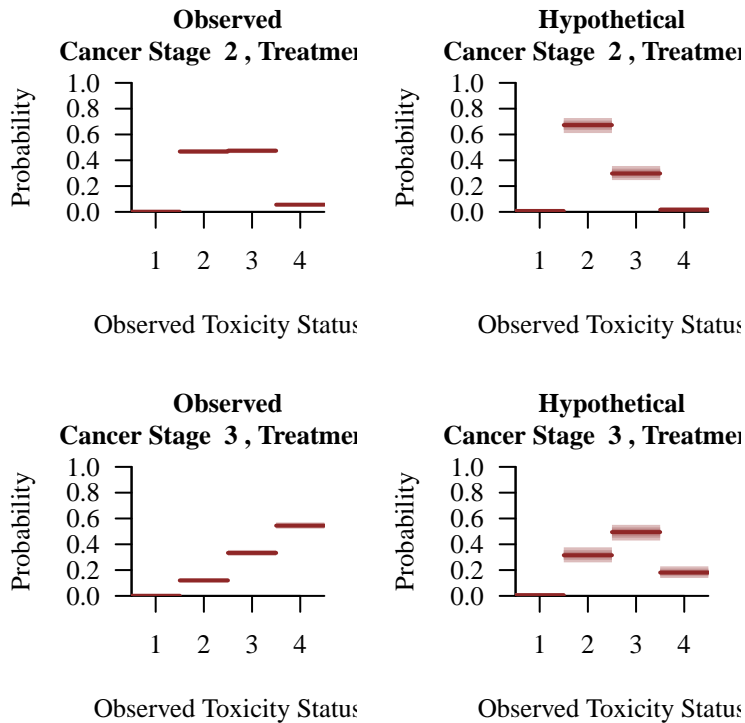 Observed
Cancer Stage 2 , Treatmen
Probability
1.0
0.8
0.6
0.4
0.2
0.0
1 2 3 4
Observed Toxicity Status
Hypothetical
Cancer Stage 2 , Treatmen
Probability
1.0
0.8
0.6
0.4
0.2
0.0
1 2 3 4
Observed Toxicity Status
Observed
Cancer Stage 3 , Treatmen
Probability
1.0
0.8
0.6
0.4
0.2
0.0
1 2 3 4
Observed Toxicity Status
Hypothetical
Cancer Stage 3 , Treatmen
Probability
1.0
0.8
0.6
0.4
0.2
0.0
1 2 3 4
Observed Toxicity Status